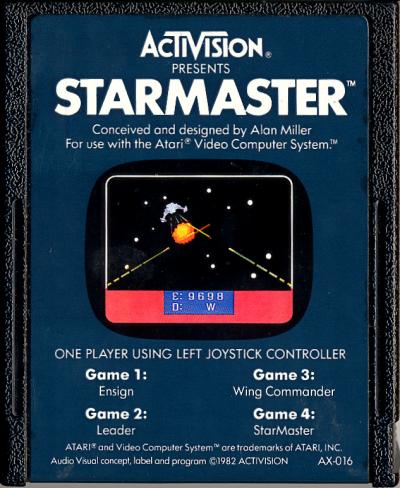 ACTIVISION®
PRESENTS
STARMASTER™
Conceived and designed by Alan Miller
For use with the Atari® Video Computer System.™
E: 9698
D: W
ONE PLAYER USING LEFT JOYSTICK CONTROLLER
Game 1:
Ensign
Game 3:
Wing Commander
Game 2:
Leader
Game 4:
StarMaster
ATARI® and Video Computer System™ are trademarks of ATARI, INC.
Audio Visual concept, label and program ©1982 ACTIVISION AX-016